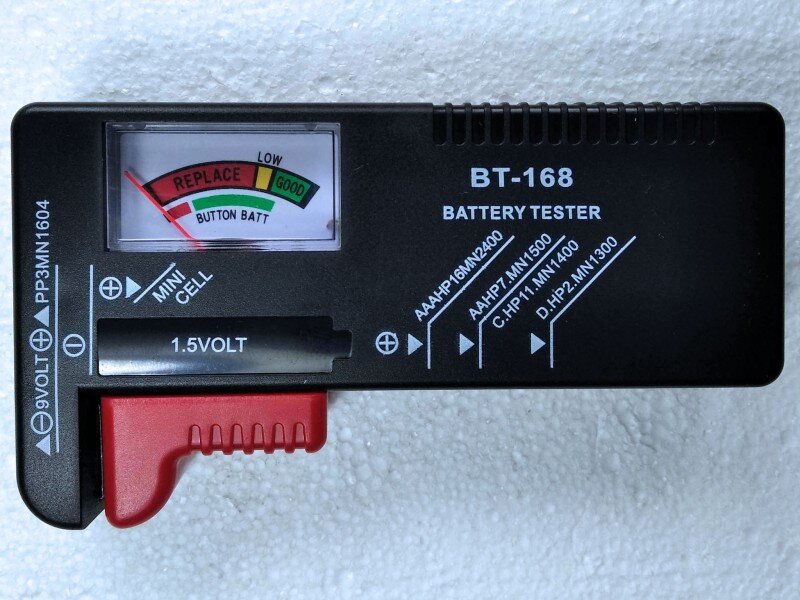 LOW
REPLACE
GOOD
BUTTON BATT
BT-168
BATTERY TESTER
⊖9VOLT⊕ PP3MN1604
⊖
⊕ MINI
CELL
1.5VOLT
⊕
AAAHP16MN2400
AAHP7.MN1500
C.HP11.MN1400
D.HP2.MN1300